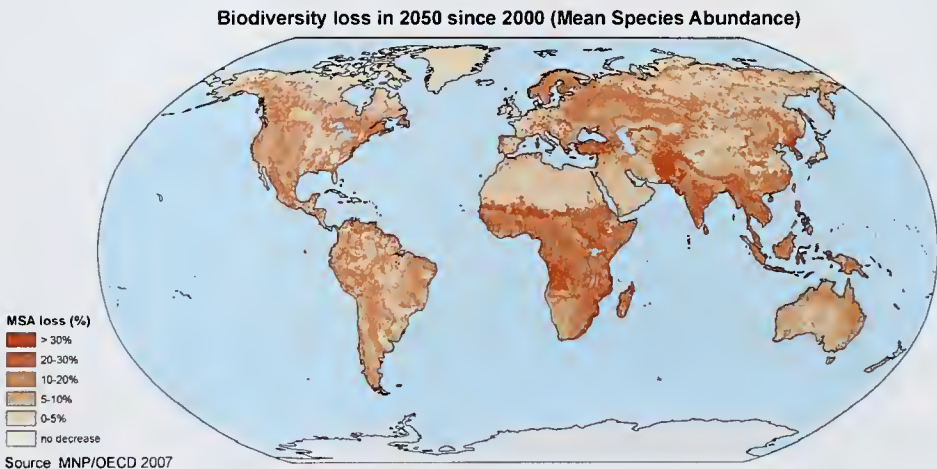 Biodiversity loss in 2050 since 2000 (Mean Species Abundance)
MSA loss (%)
> 30%
20-30%
10-20%
5-10%
0-5%
no decrease
Source MNP/OECD 2007